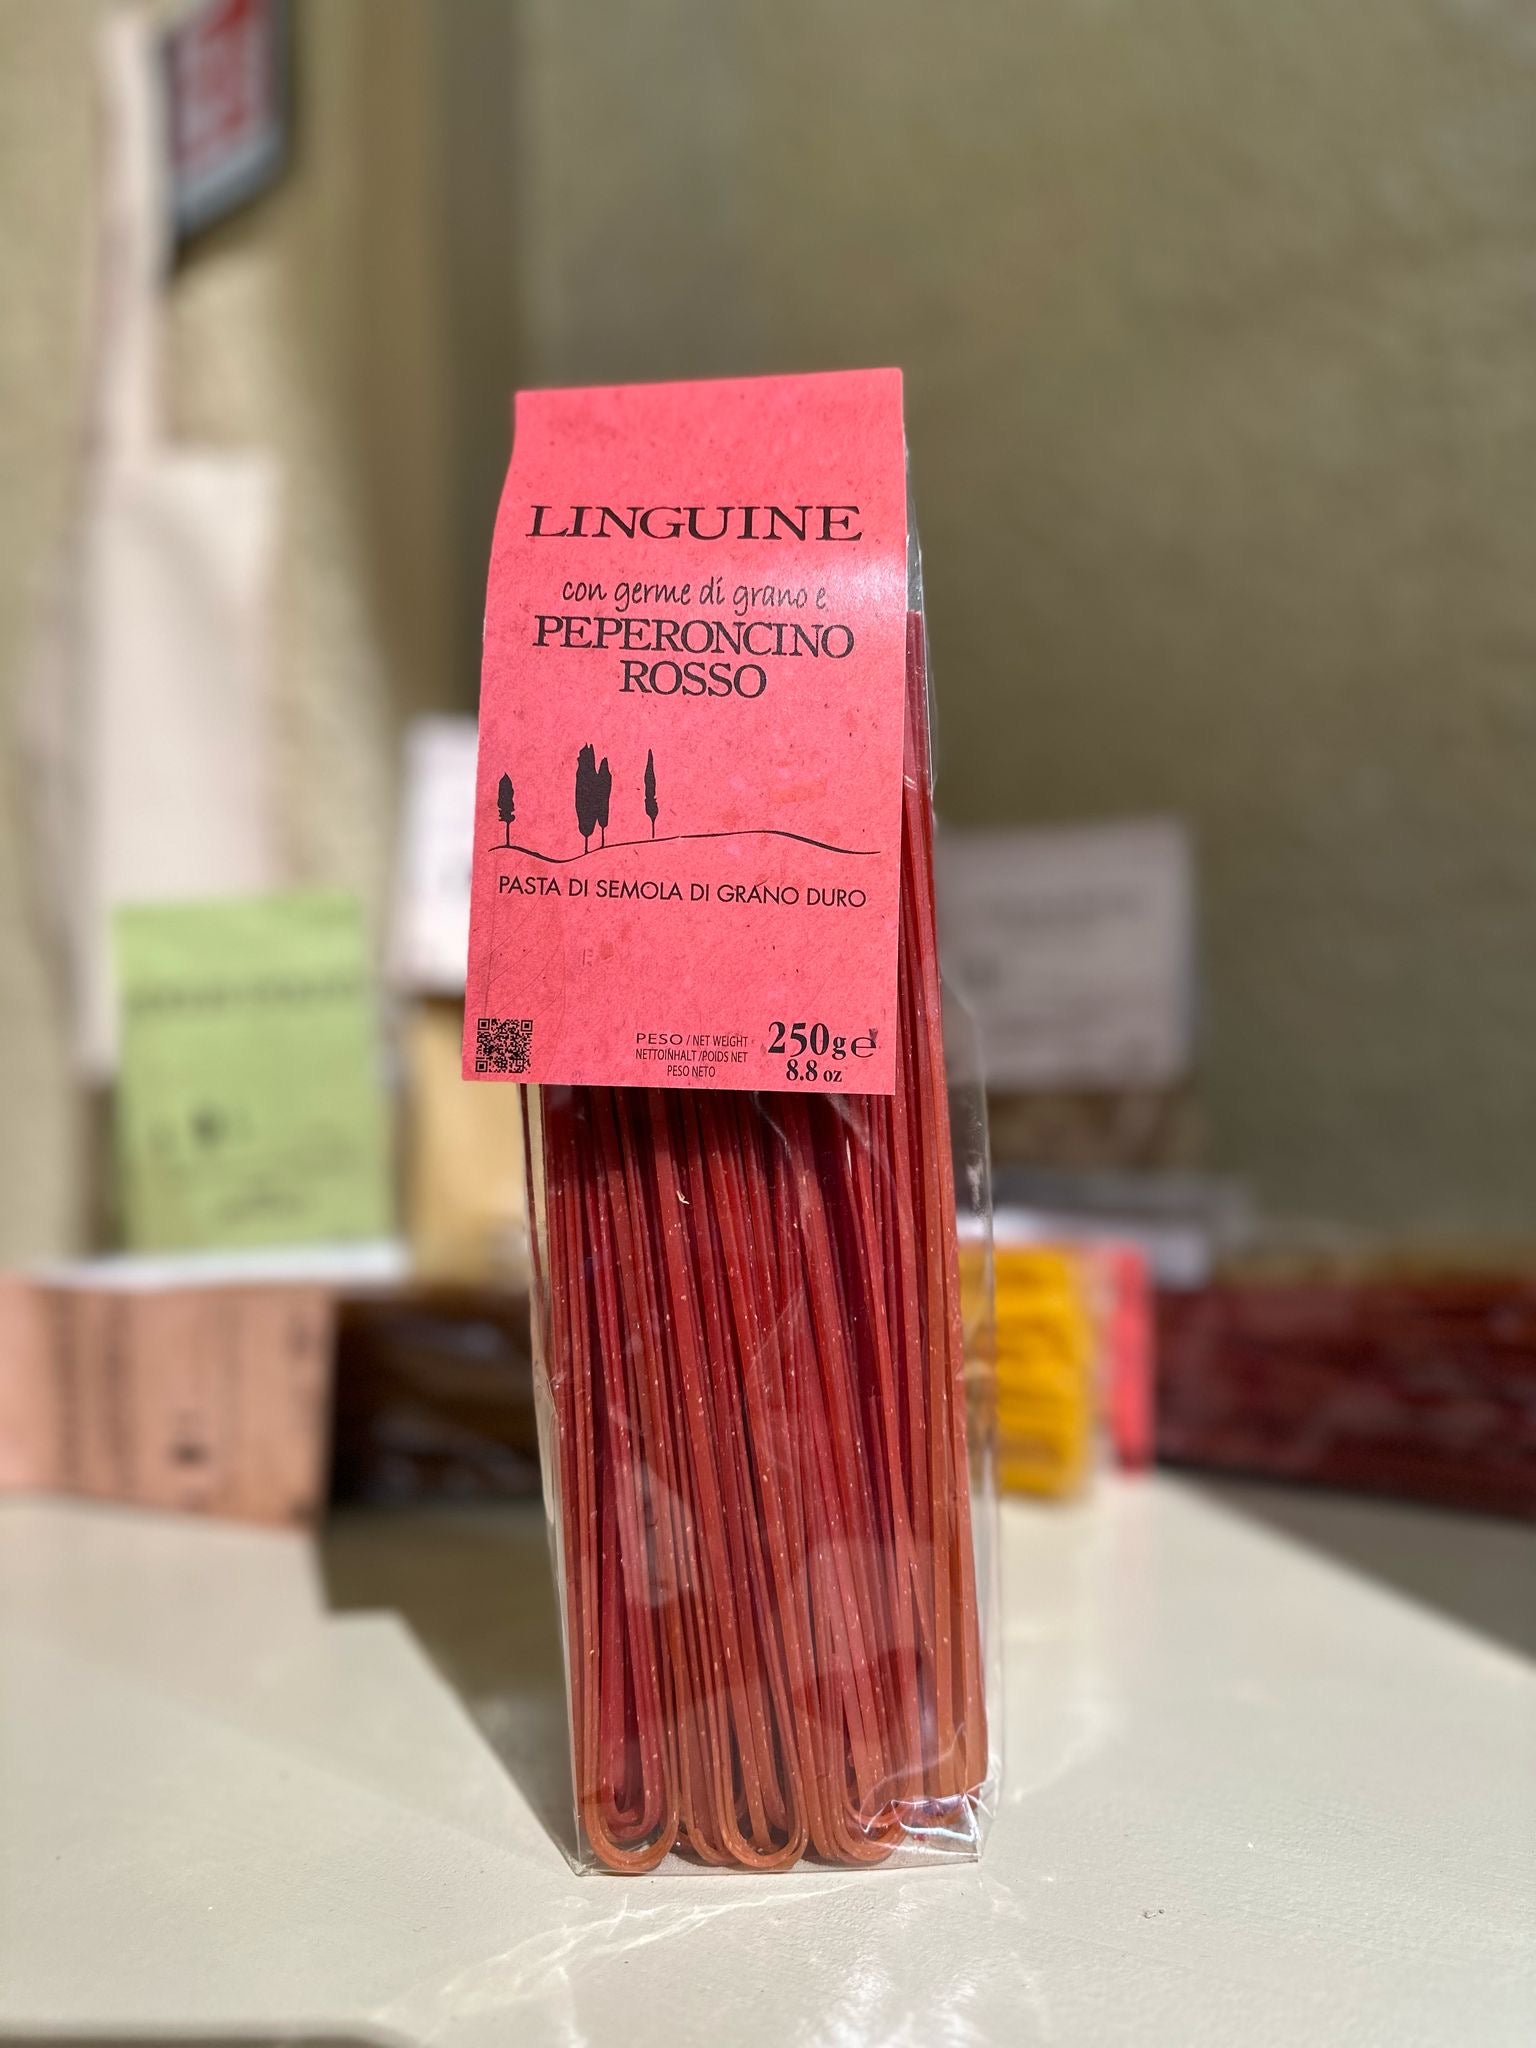 LINGUINE
con germe di grano e
PEPERONCINO
ROSSO
PASTA DI SEMOLA DI GRANO DURO
PESO / NET WEIGHT
NETTOINHALT /POIDS NET
PESO NETO
250g e
8.8 oz